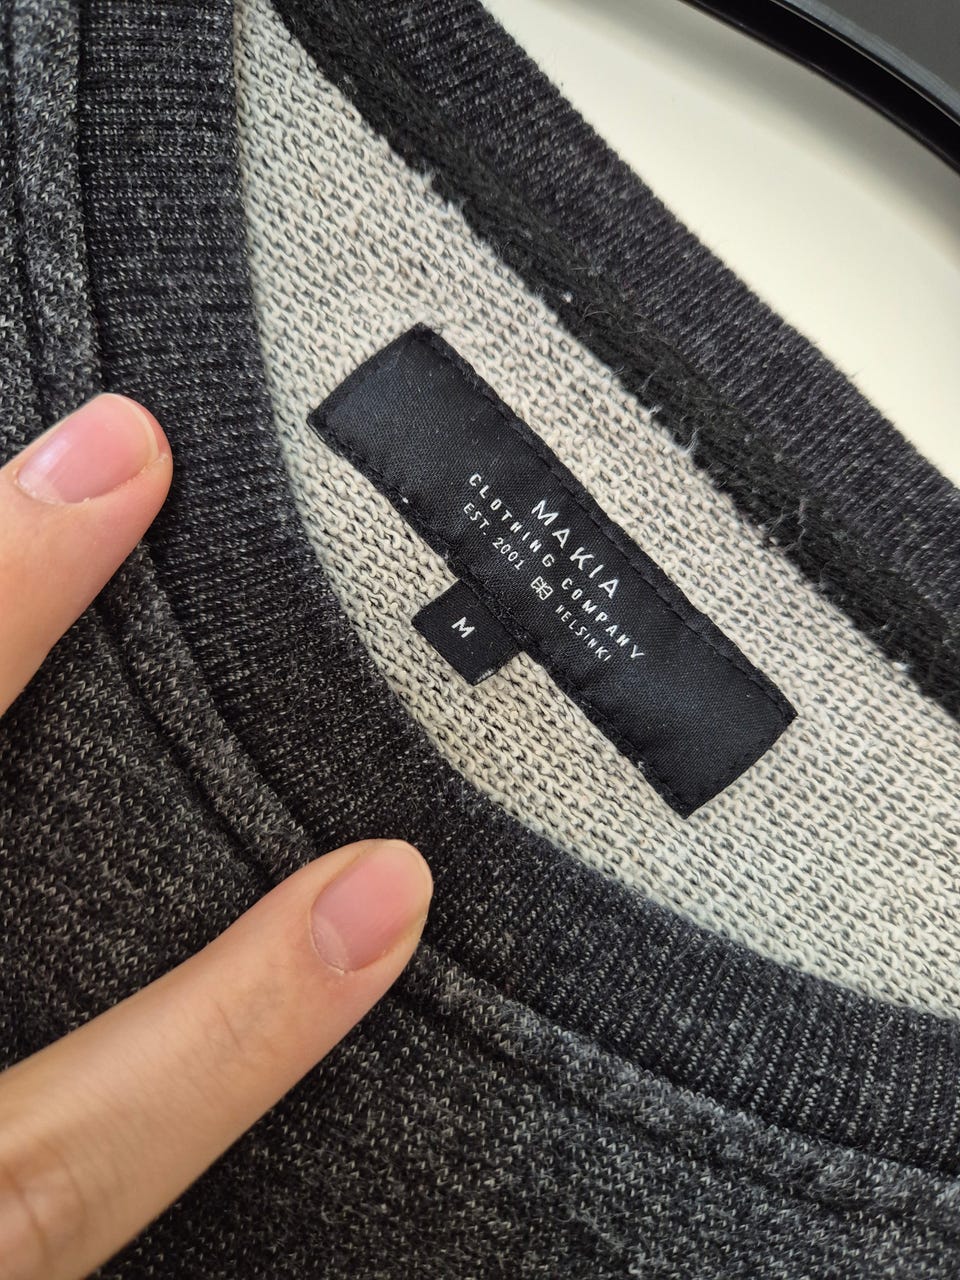 MAKIA
CLOTHING COMPANY
EST. 2001 HELSINKI
M